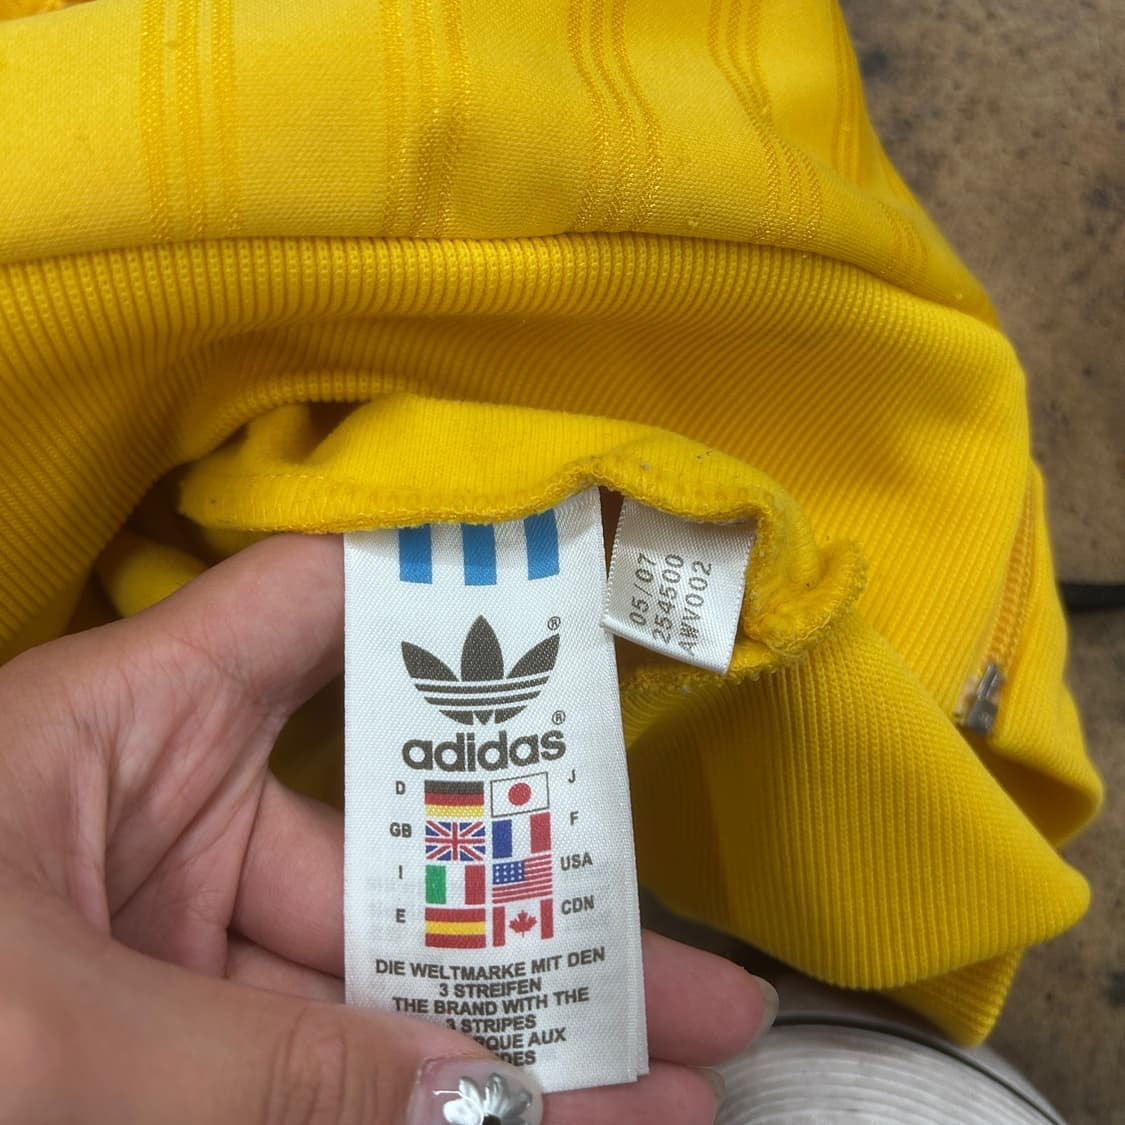 ®
®
adidas
D J
GB F
I USA
E CDN
DIE WELTMARKE MIT DEN
3 STREIFEN
THE BRAND WITH THE
3 STRIPES
AUX
05/07
254500
AWV002